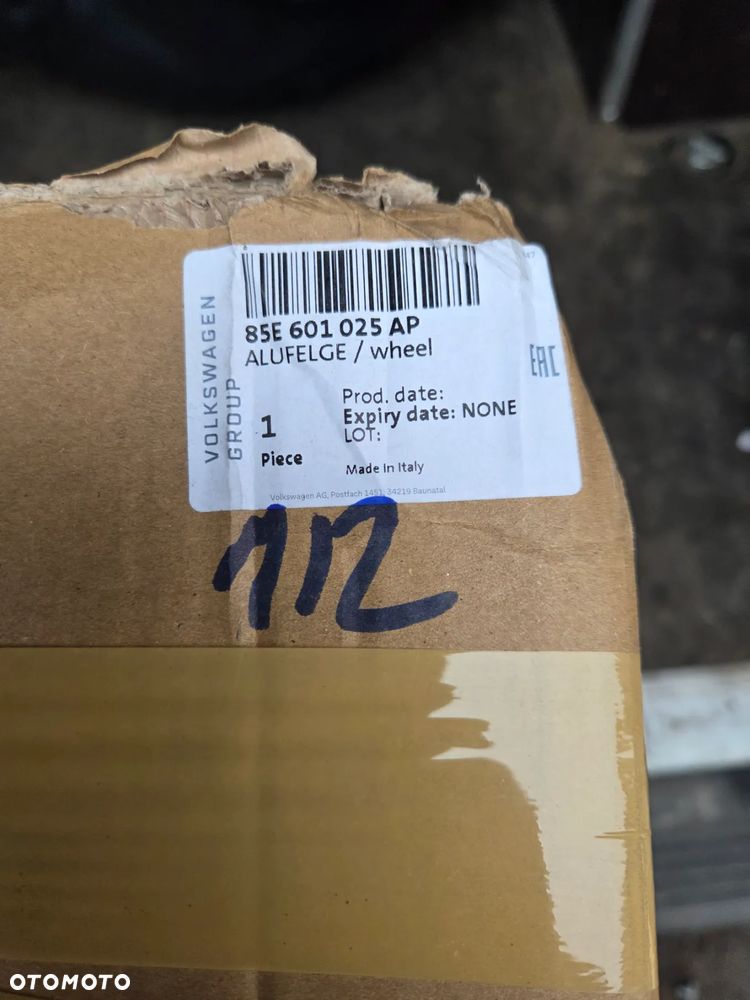 VOLKSWAGEN
GROUP
85E 601 025 AP
ALUFELGE / wheel
EAC
1
Piece
Prod. date:
Expiry date: NONE
LOT:
Made In Italy
Volkswagen AG, Postfach 1451, 34219 Baunatal
OTOMOTO